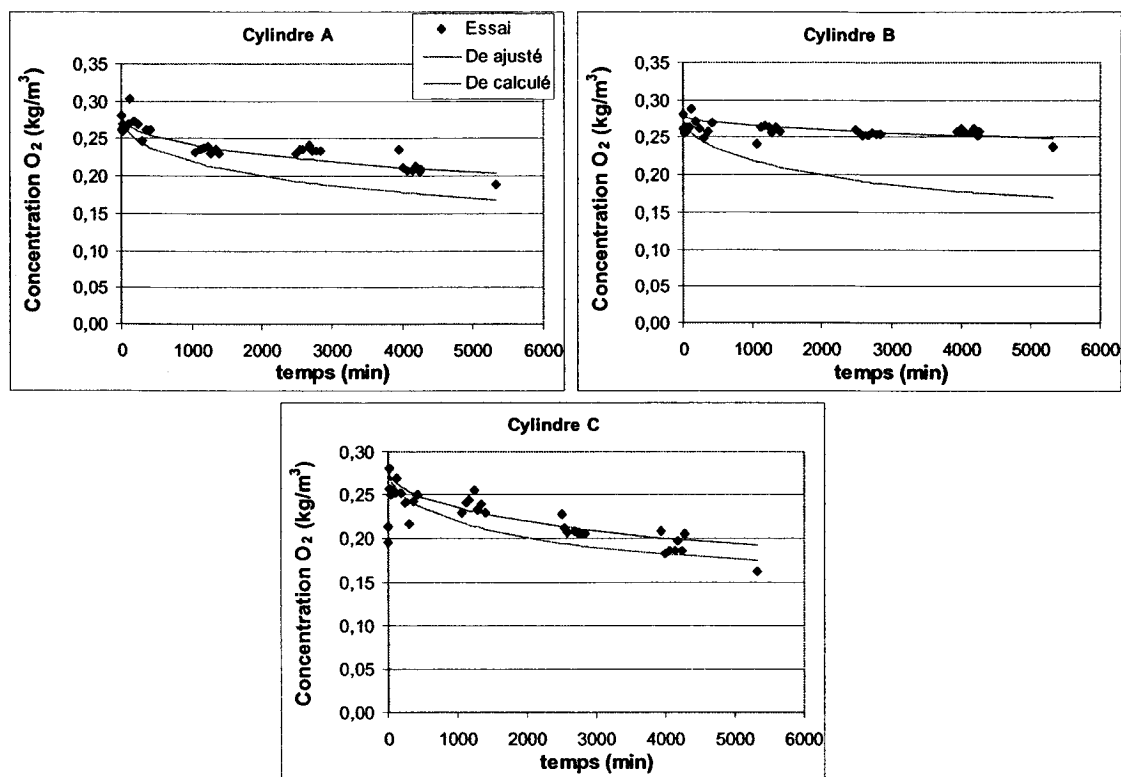 Cylindre A
Essai
De ajusté
De calculé
Concentration O₂ (kg/m³)
0,35
0,30
0,25
0,20
0,15
0,10
0,05
0,00
0 1000 2000 3000 4000 5000 6000
temps (min)
Cylindre B
Concentration O₂ (kg/m³)
0,35
0,30
0,25
0,20
0,15
0,10
0,05
0,00
0 1000 2000 3000 4000 5000 6000
temps (min)
Cylindre C
Concentration O₂ (kg/m³)
0,30
0,25
0,20
0,15
0,10
0,05
0,00
0 1000 2000 3000 4000 5000 6000
temps (min)